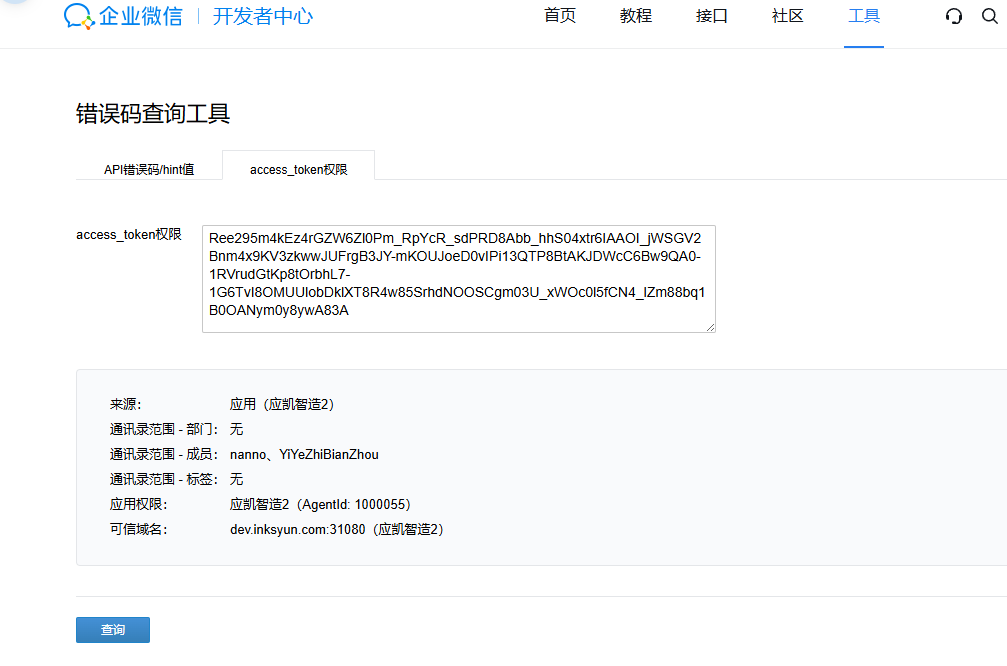 企业微信 | 开发者中心 首页 教程 接口 社区 工具
错误码查询工具
API错误码/hint值 access_token权限
access_token权限
Ree295m4kEz4rGZW6Zl0Pm_RpYcR_sdPRD8Abb_hhS04xtr6IAAOI_jWSGV2
Bnm4x9KV3zkwwJUFrgB3JY-mKOUJoeD0vIPi13QTP8BtAKJDWcC6Bw9QA0-
1RVrudGtKp8tOrbhL7-
1G6TvI8OMUUlobDklXT8R4w85SrhdNOOSCgm03U_xWOc0l5fCN4_IZm88bq1
B0OANym0y8ywA83A
来源： 应用（应凯智造2）
通讯录范围 - 部门： 无
通讯录范围 - 成员： nanno、YiYeZhiBianZhou
通讯录范围 - 标签： 无
应用权限： 应凯智造2（AgentId: 1000055）
可信域名： dev.inksyun.com:31080（应凯智造2）
查询